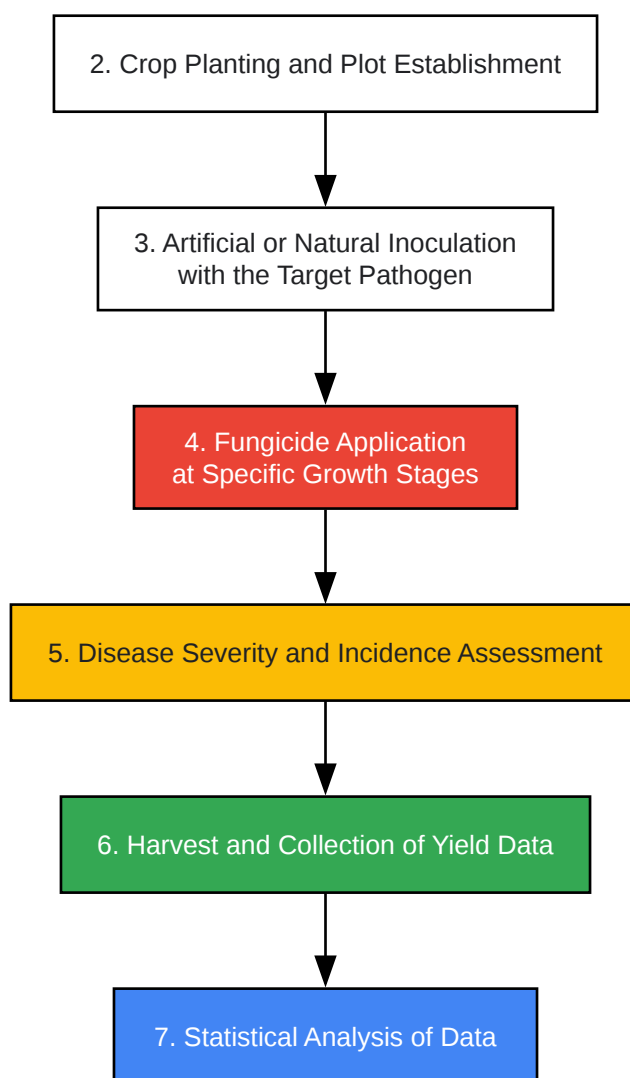 2. Crop Planting and Plot Establishment
3. Artificial or Natural Inoculation
with the Target Pathogen
4. Fungicide Application
at Specific Growth Stages
5. Disease Severity and Incidence Assessment
6. Harvest and Collection of Yield Data
7. Statistical Analysis of Data